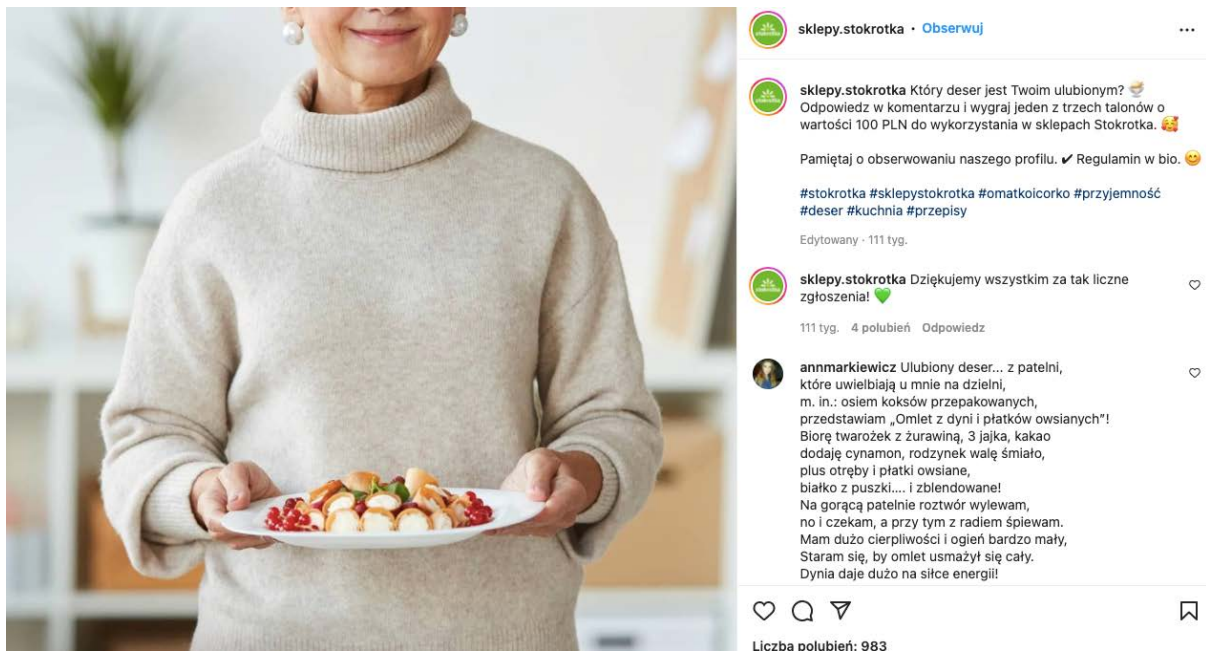 sklepy.stokrotka • Obserwuj
sklepy.stokrotka Który deser jest Twoim ulubionym? 🍨
Odpowiedz w komentarzu i wygraj jeden z trzech talonów o
wartości 100 PLN do wykorzystania w sklepach Stokrotka. 🥰
Pamiętaj o obserwowaniu naszego profilu. ✔ Regulamin w bio. 😊
#stokrotka #sklepystokrotka #omatkoicorko #przyjemność
#deser #kuchnia #przepisy
Edytowany · 111 tyg.
sklepy.stokrotka Dziękujemy wszystkim za tak liczne
zgłoszenia! 💚
111 tyg. 4 polubień Odpowiedz
annmarkiewicz Ulubiony deser... z patelni,
które uwielbiają u mnie na dzielni,
m. in.: osiem koksów przepakowanych,
przedstawiam „Omlet z dyni i płatków owsianych"!
Biorę twarożek z żurawiną, 3 jajka, kakao
dodaję cynamon, rodzynek walę śmiało,
plus otręby i płatki owsiane,
białko z puszki.... i zblendowane!
Na gorącą patelnie roztwór wylewam,
no i czekam, a przy tym z radiem śpiewam.
Mam dużo cierpliwości i ogień bardzo mały,
Staram się, by omlet usmażył się cały.
Dynia daje dużo na siłce energii!
Liczba polubień: 983